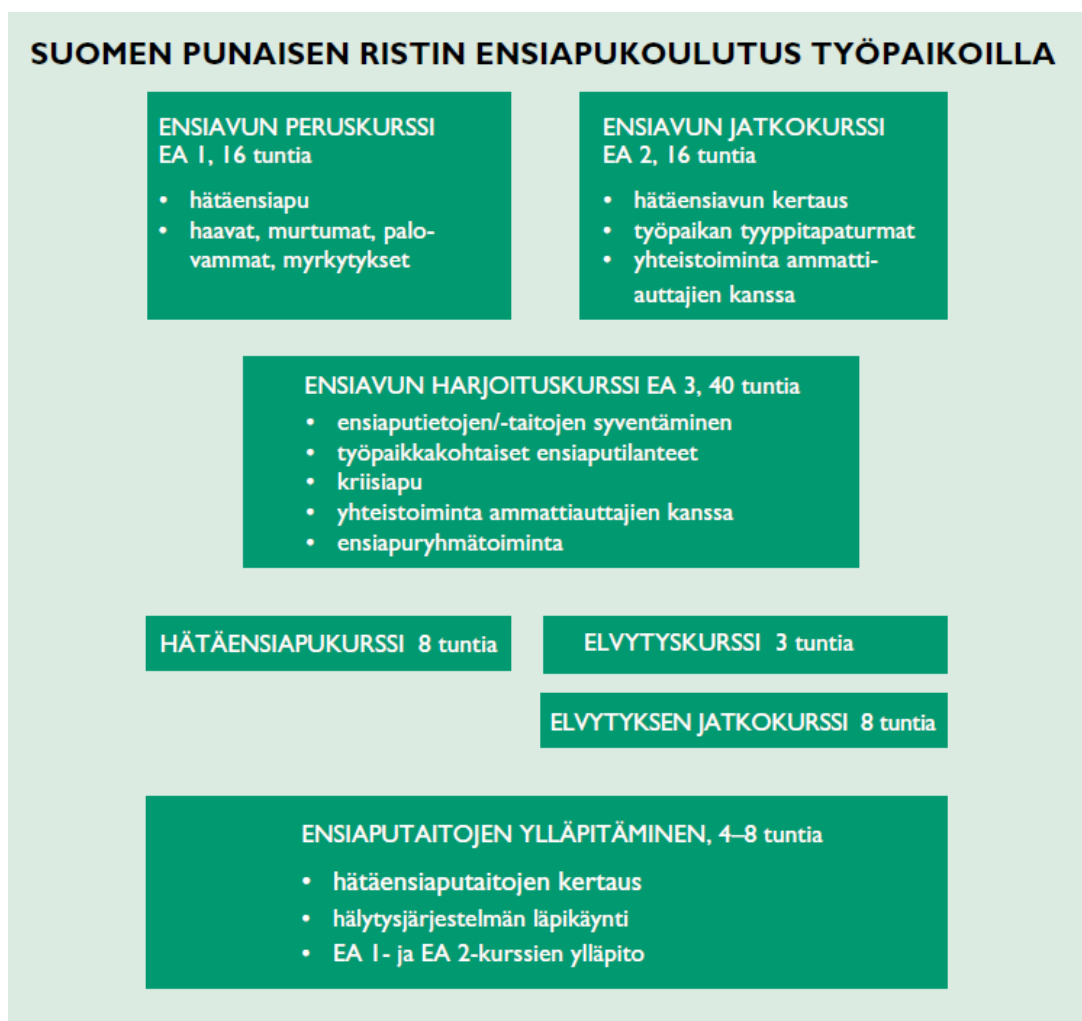 SUOMEN PUNAISEN RISTIN ENSIAPUKOULUTUS TYÖPAIKOILLA
ENSIAVUN PERUSKURSSI
EA 1, 16 tuntia
• hätäensiapu
• haavat, murtumat, palo-
vammat, myrkytykset
ENSIAVUN JATKOKURSSI
EA 2, 16 tuntia
• hätäensiavun kertaus
• työpaikan tyyppitapaturmat
• yhteistoiminta ammatti-
auttajien kanssa
ENSIAVUN HARJOITUSKURSSI EA 3, 40 tuntia
• ensiaputietojen/-taitojen syventäminen
• työpaikkakohtaiset ensiaputilanteet
• kriisiapu
• yhteistoiminta ammattiauttajien kanssa
• ensiapuryhmätoiminta
HÄTÄENSIAPUKURSSI 8 tuntia
ELVYTYSKURSSI 3 tuntia
ELVYTYKSEN JATKOKURSSI 8 tuntia
ENSIAPUTAITOJEN YLLÄPITÄMINEN, 4–8 tuntia
• hätäensiaputaitojen kertaus
• hälytysjärjestelmän läpikäynti
• EA 1- ja EA 2-kurssien ylläpito